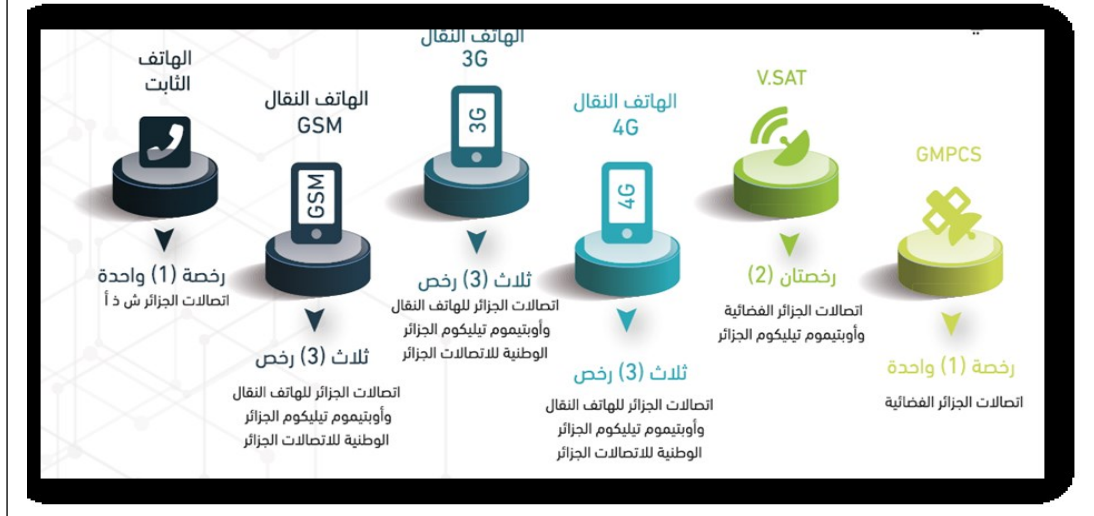 الهاتف
الثابت
رخصة (1) واحدة
اتصالات الجزائر ش ذ أ
الهاتف النقال
GSM
GSM
ثلاث (3) رخص
اتصالات الجزائر للهاتف النقال
وأوبتيموم تيليكوم الجزائر
الوطنية للاتصالات الجزائر
الهاتف النقال
3G
3G
ثلاث (3) رخص
اتصالات الجزائر للهاتف النقال
وأوبتيموم تيليكوم الجزائر
الوطنية للاتصالات الجزائر
الهاتف النقال
4G
4G
ثلاث (3) رخص
اتصالات الجزائر للهاتف النقال
وأوبتيموم تيليكوم الجزائر
الوطنية للاتصالات الجزائر
V.SAT
رخصتان (2)
اتصالات الجزائر الفضائية
وأوبتيموم تيليكوم الجزائر
GMPCS
رخصة (1) واحدة
اتصالات الجزائر الفضائية